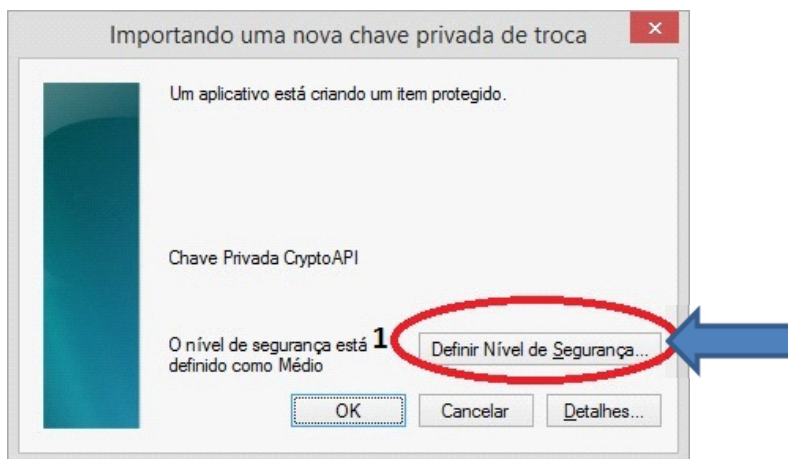 Importando uma nova chave privada de troca
Um aplicativo está criando um item protegido.
Chave Privada CryptoAPI
O nível de segurança está
definido como Médio
1
Definir Nível de Segurança...
OK
Cancelar
Detalhes...